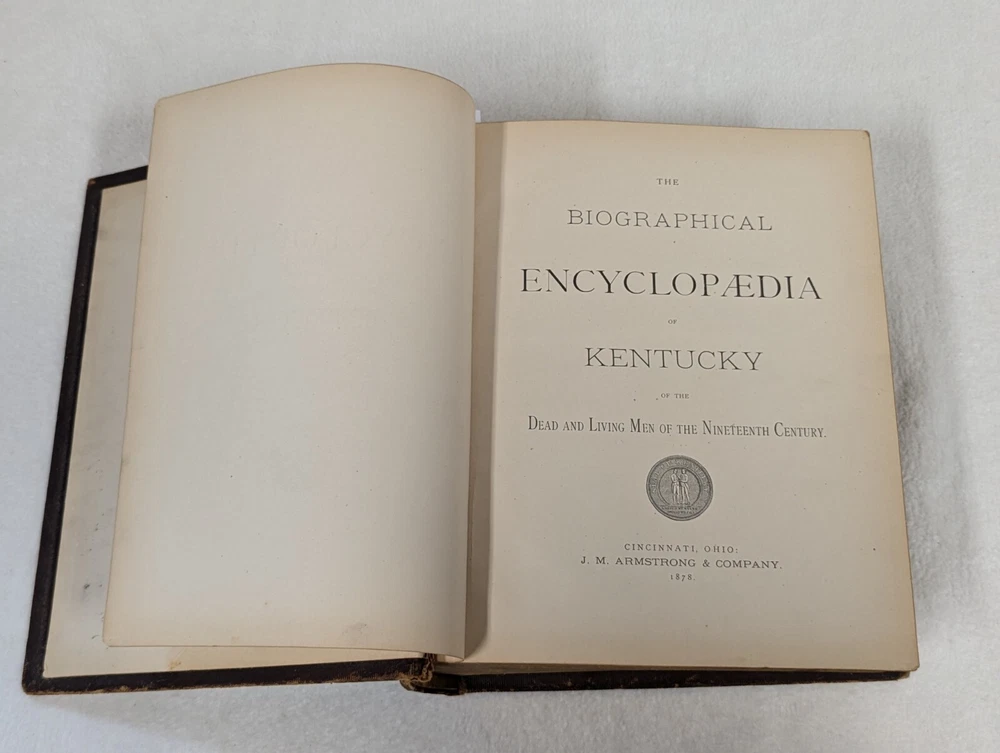 THE
BIOGRAPHICAL
ENCYCLOPÆDIA
OF
KENTUCKY
OF THE
DEAD AND LIVING MEN OF THE NINETEENTH CENTURY.
CINCINNATI, OHIO:
J. M. ARMSTRONG & COMPANY.
1878.